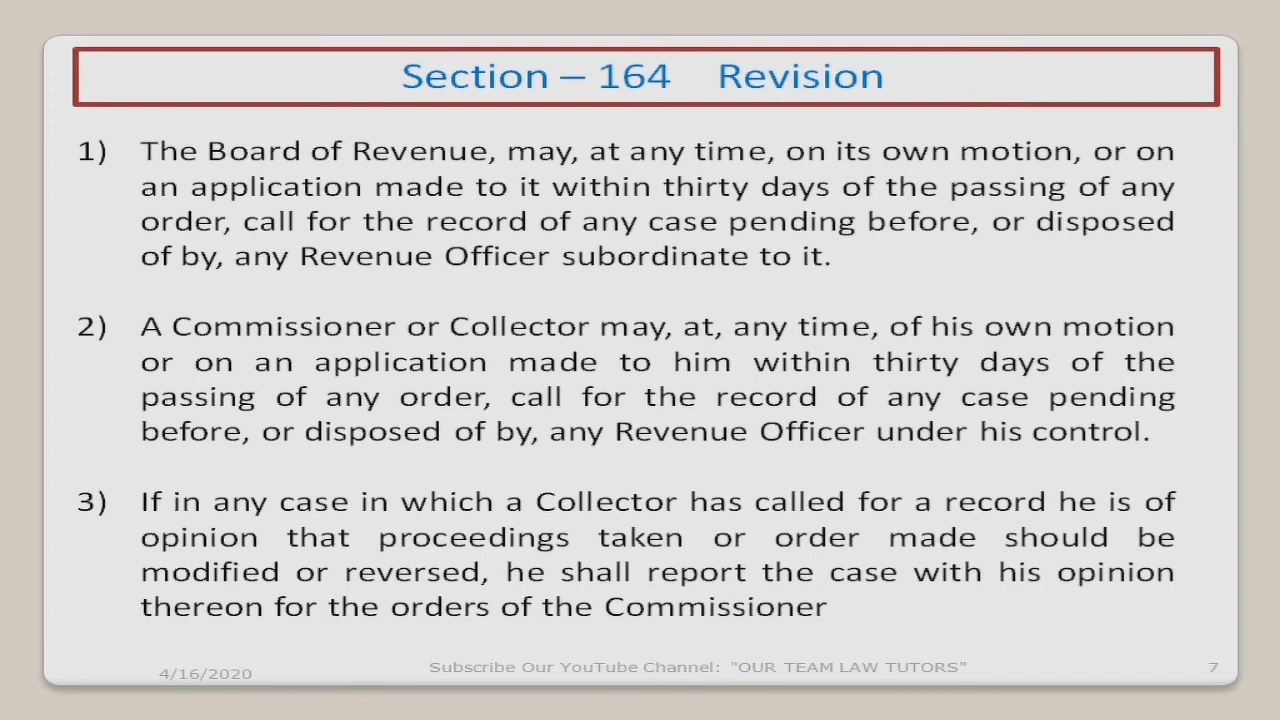 Section – 164 Revision
1) The Board of Revenue, may, at any time, on its own motion, or on
an application made to it within thirty days of the passing of any
order, call for the record of any case pending before, or disposed
of by, any Revenue Officer subordinate to it.
2) A Commissioner or Collector may, at, any time, of his own motion
or on an application made to him within thirty days of the
passing of any order, call for the record of any case pending
before, or disposed of by, any Revenue Officer under his control.
3) If in any case in which a Collector has called for a record he is of
opinion that proceedings taken or order made should be
modified or reversed, he shall report the case with his opinion
thereon for the orders of the Commissioner
4/16/2020 Subscribe Our YouTube Channel: "OUR TEAM LAW TUTORS" 7